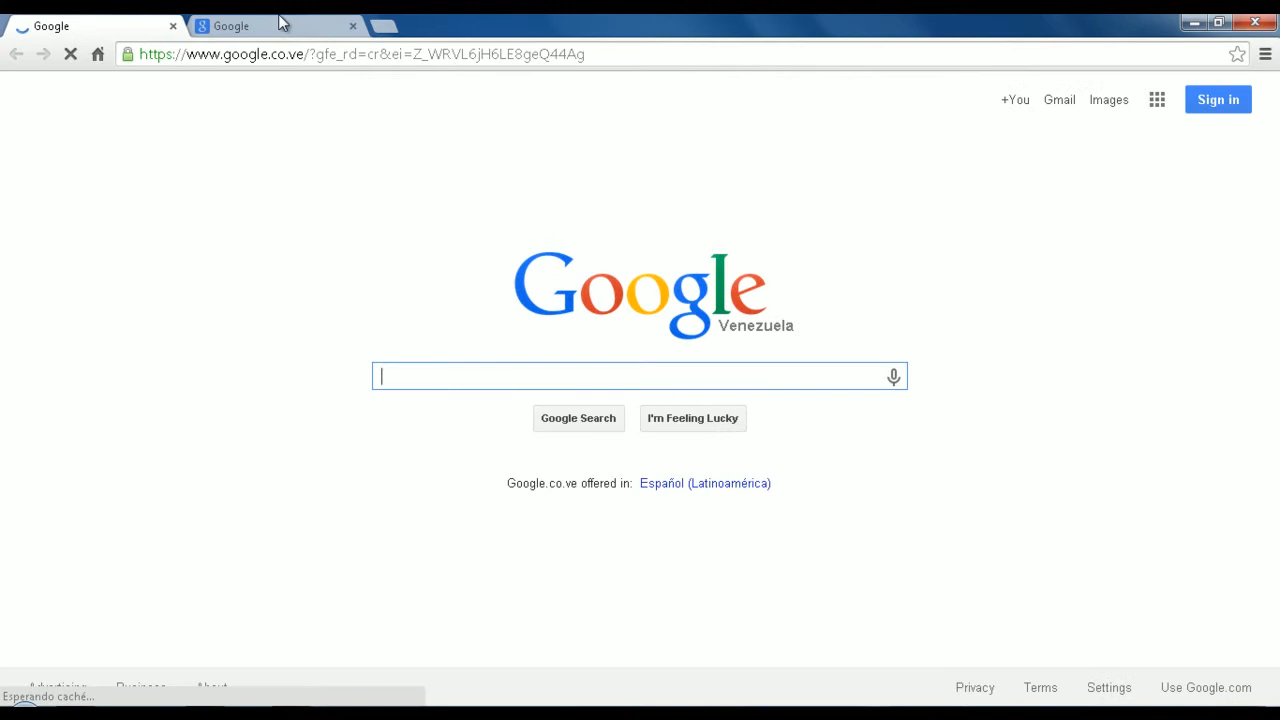 Google
Google
https://www.google.co.ve/?gfe_rd=cr&ei=Z_WRVL6jH6LE8geQ44Ag
+You Gmail Images Sign in
Google
Venezuela
Google Search I'm Feeling Lucky
Google.co.ve offered in: Español (Latinoamérica)
Advertising Business About
Privacy Terms Settings Use Google.com
Esperando caché...